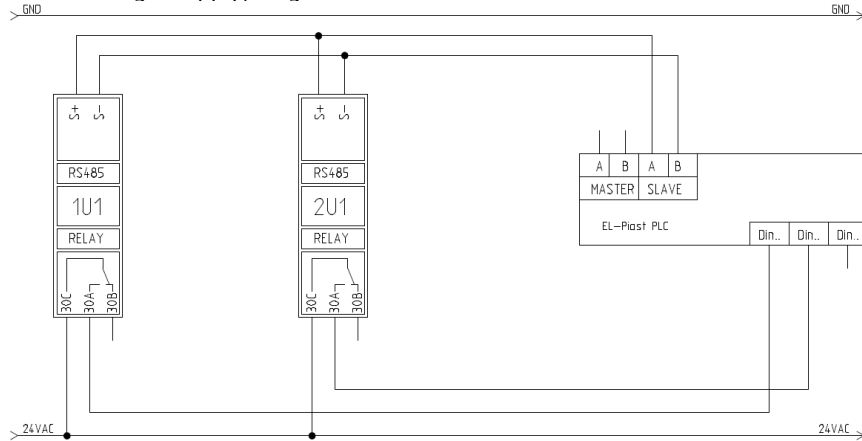 GND GND
S+ S- S+ S-
RS485 RS485
A B A B
1U1 2U1
MASTER SLAVE
RELAY RELAY
EL-Piast PLC
Din.. Din.. Din..
30C 30A 30B 30C 30A 30B
24VAC 24VAC